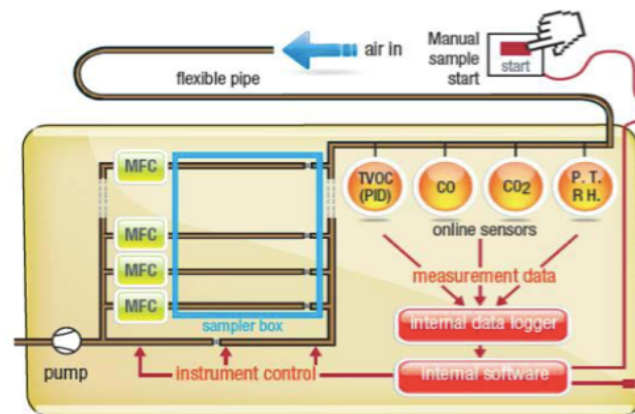 air in
Manual
sample
start
start
flexible pipe
MFC
TVOC
(PID)
CO
CO2
P. T.
R H.
online sensors
MFC
MFC
measurement data
MFC
sampler box
internal data logger
pump
instrument control
internal software